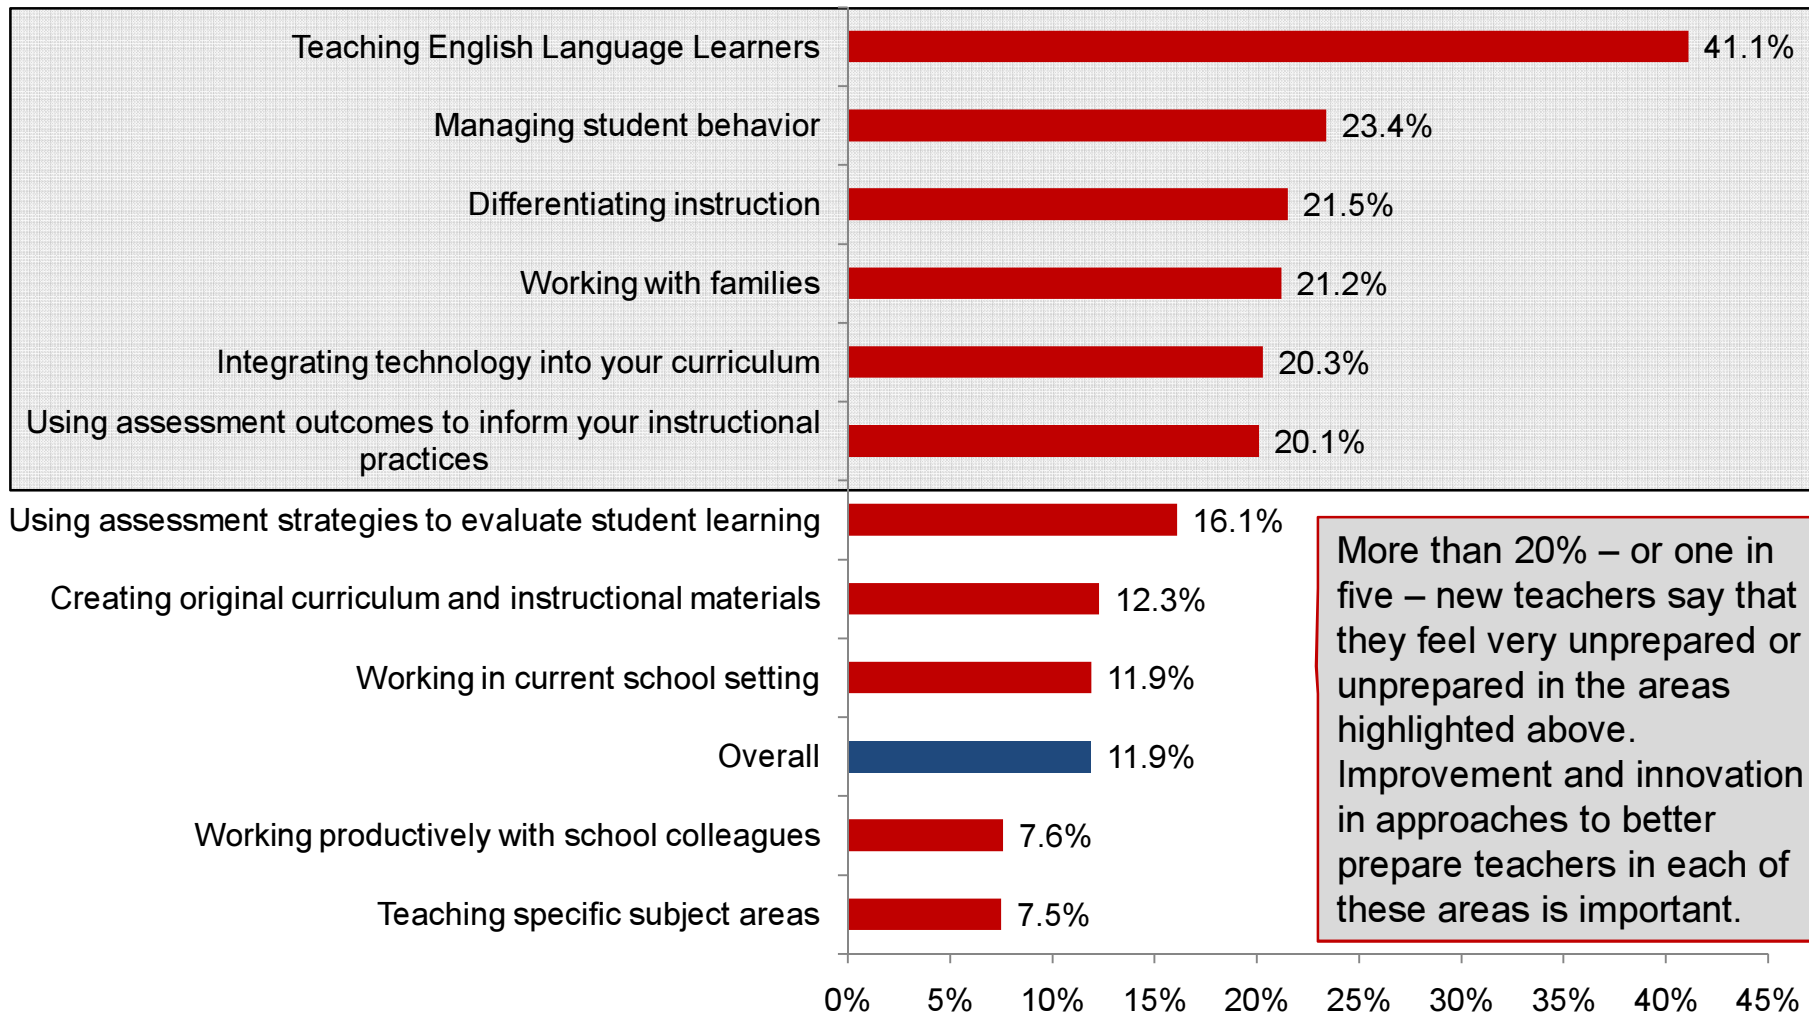 Teaching English Language Learners 41.1%
Managing student behavior 23.4%
Differentiating instruction 21.5%
Working with families 21.2%
Integrating technology into your curriculum 20.3%
Using assessment outcomes to inform your instructional
practices 20.1%
Using assessment strategies to evaluate student learning 16.1%
Creating original curriculum and instructional materials 12.3%
Working in current school setting 11.9%
Overall 11.9%
Working productively with school colleagues 7.6%
Teaching specific subject areas 7.5%
More than 20% – or one in
five – new teachers say that
they feel very unprepared or
unprepared in the areas
highlighted above.
Improvement and innovation
in approaches to better
prepare teachers in each of
these areas is important.
0% 5% 10% 15% 20% 25% 30% 35% 40% 45%